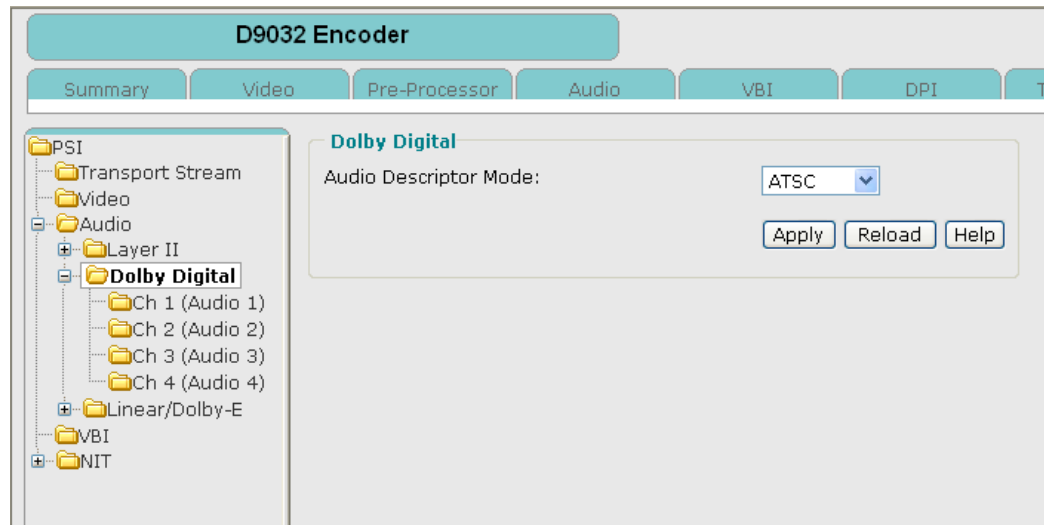 D9032 Encoder
Summary Video Pre-Processor Audio VBI DPI T
PSI
Transport Stream
Video
Audio
Layer II
Dolby Digital
Ch 1 (Audio 1)
Ch 2 (Audio 2)
Ch 3 (Audio 3)
Ch 4 (Audio 4)
Linear/Dolby-E
VBI
NIT
Dolby Digital
Audio Descriptor Mode: ATSC
Apply Reload Help